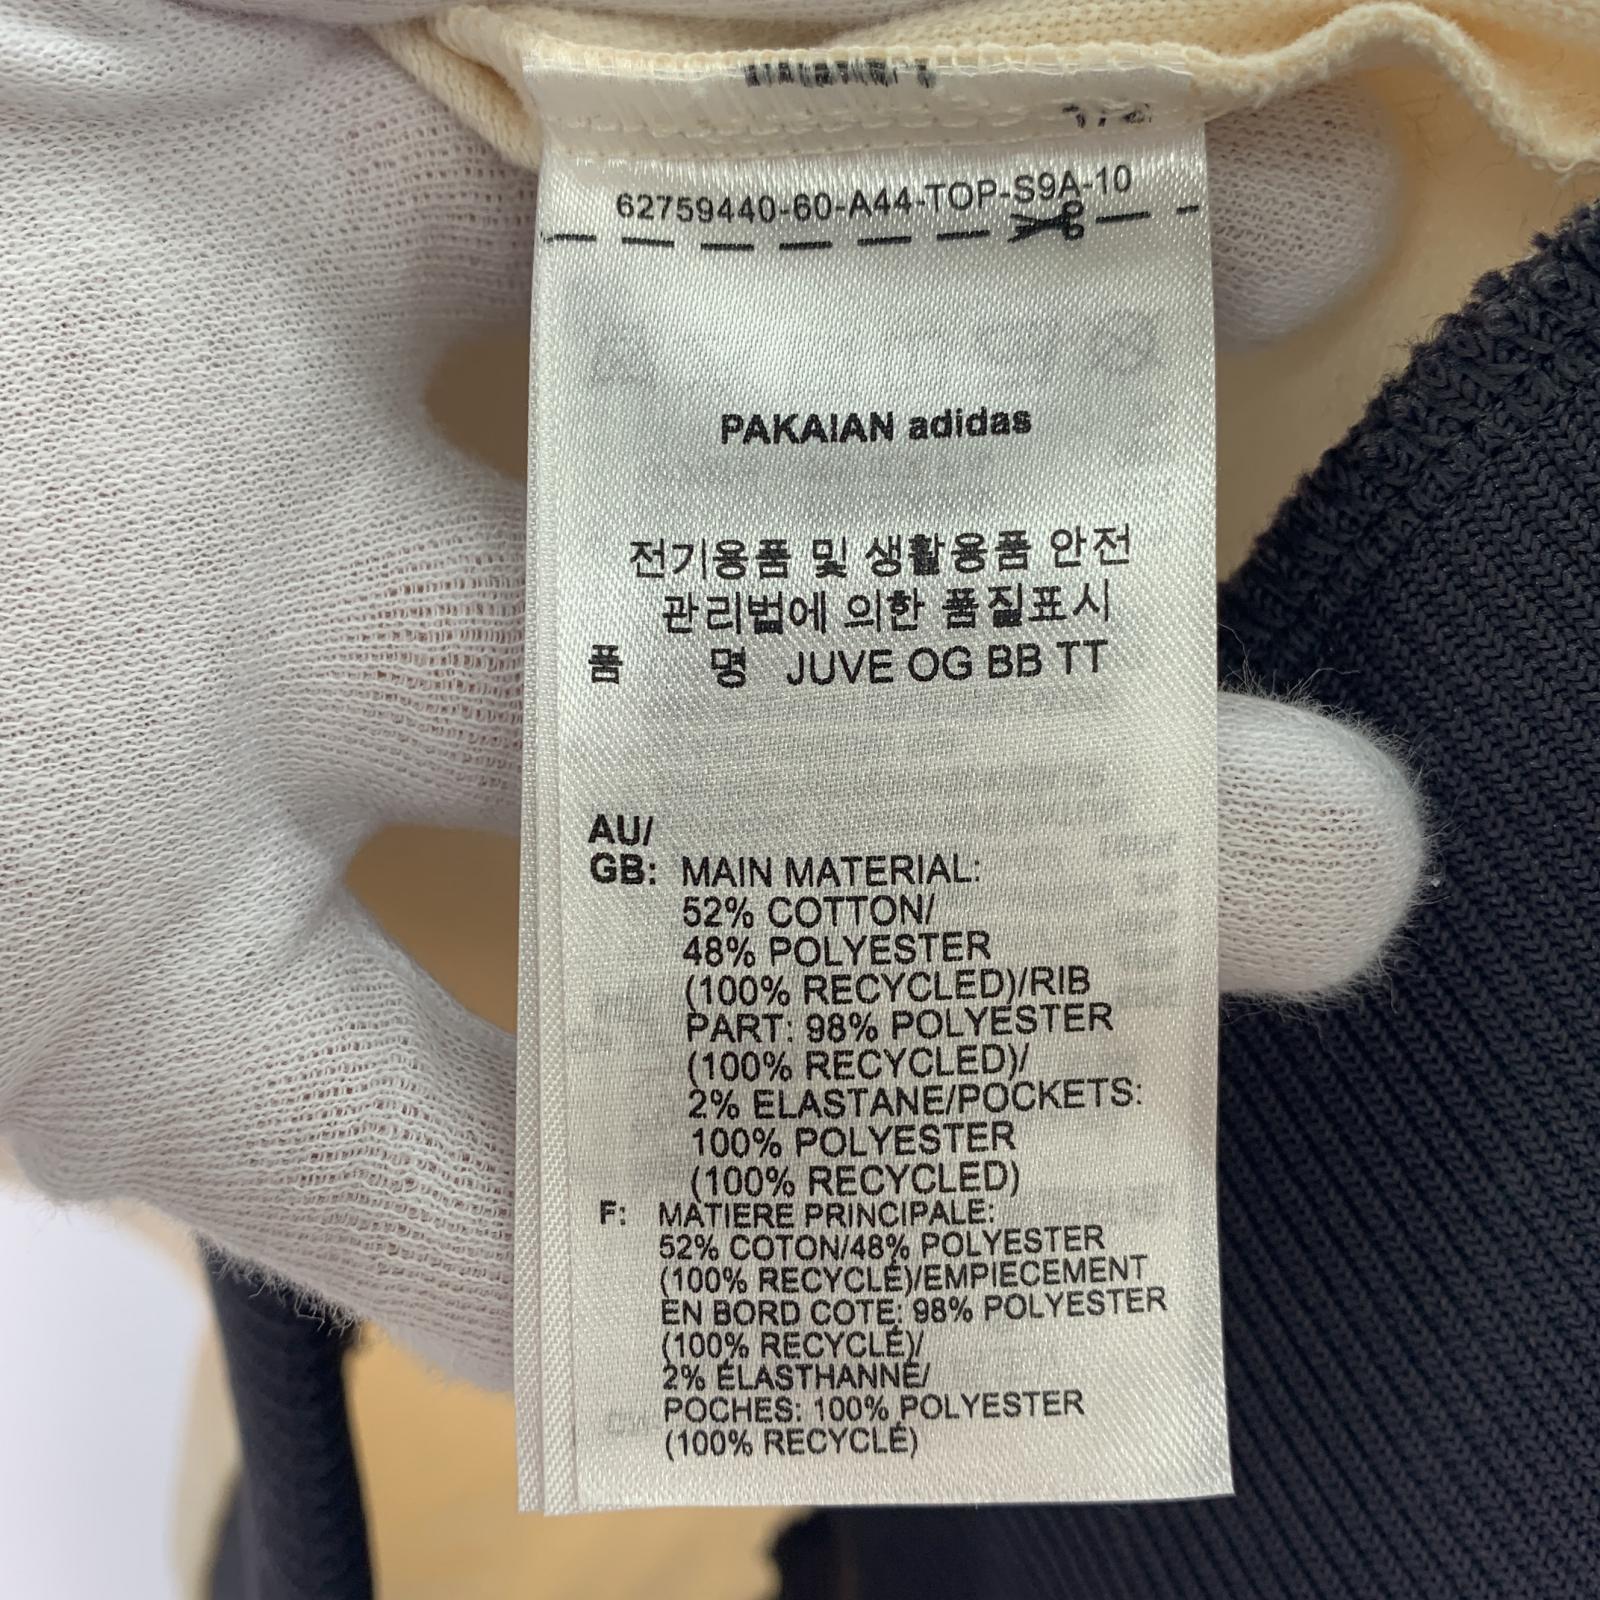 62759440-60-A44-TOP-S9A-10
PAKAIAN adidas
전기용품 및 생활용품 안전
관리법에 의한 품질표시
품 명 JUVE OG BB TT
AU/
GB: MAIN MATERIAL:
52% COTTON/
48% POLYESTER
(100% RECYCLED)/RIB
PART: 98% POLYESTER
(100% RECYCLED)/
2% ELASTANE/POCKETS:
100% POLYESTER
(100% RECYCLED)
F: MATIERE PRINCIPALE:
52% COTON/48% POLYESTER
(100% RECYCLÉ)/EMPIECEMENT
EN BORD COTE: 98% POLYESTER
(100% RECYCLÉ)/
2% ÉLASTHANNE/
POCHES: 100% POLYESTER
(100% RECYCLÉ)